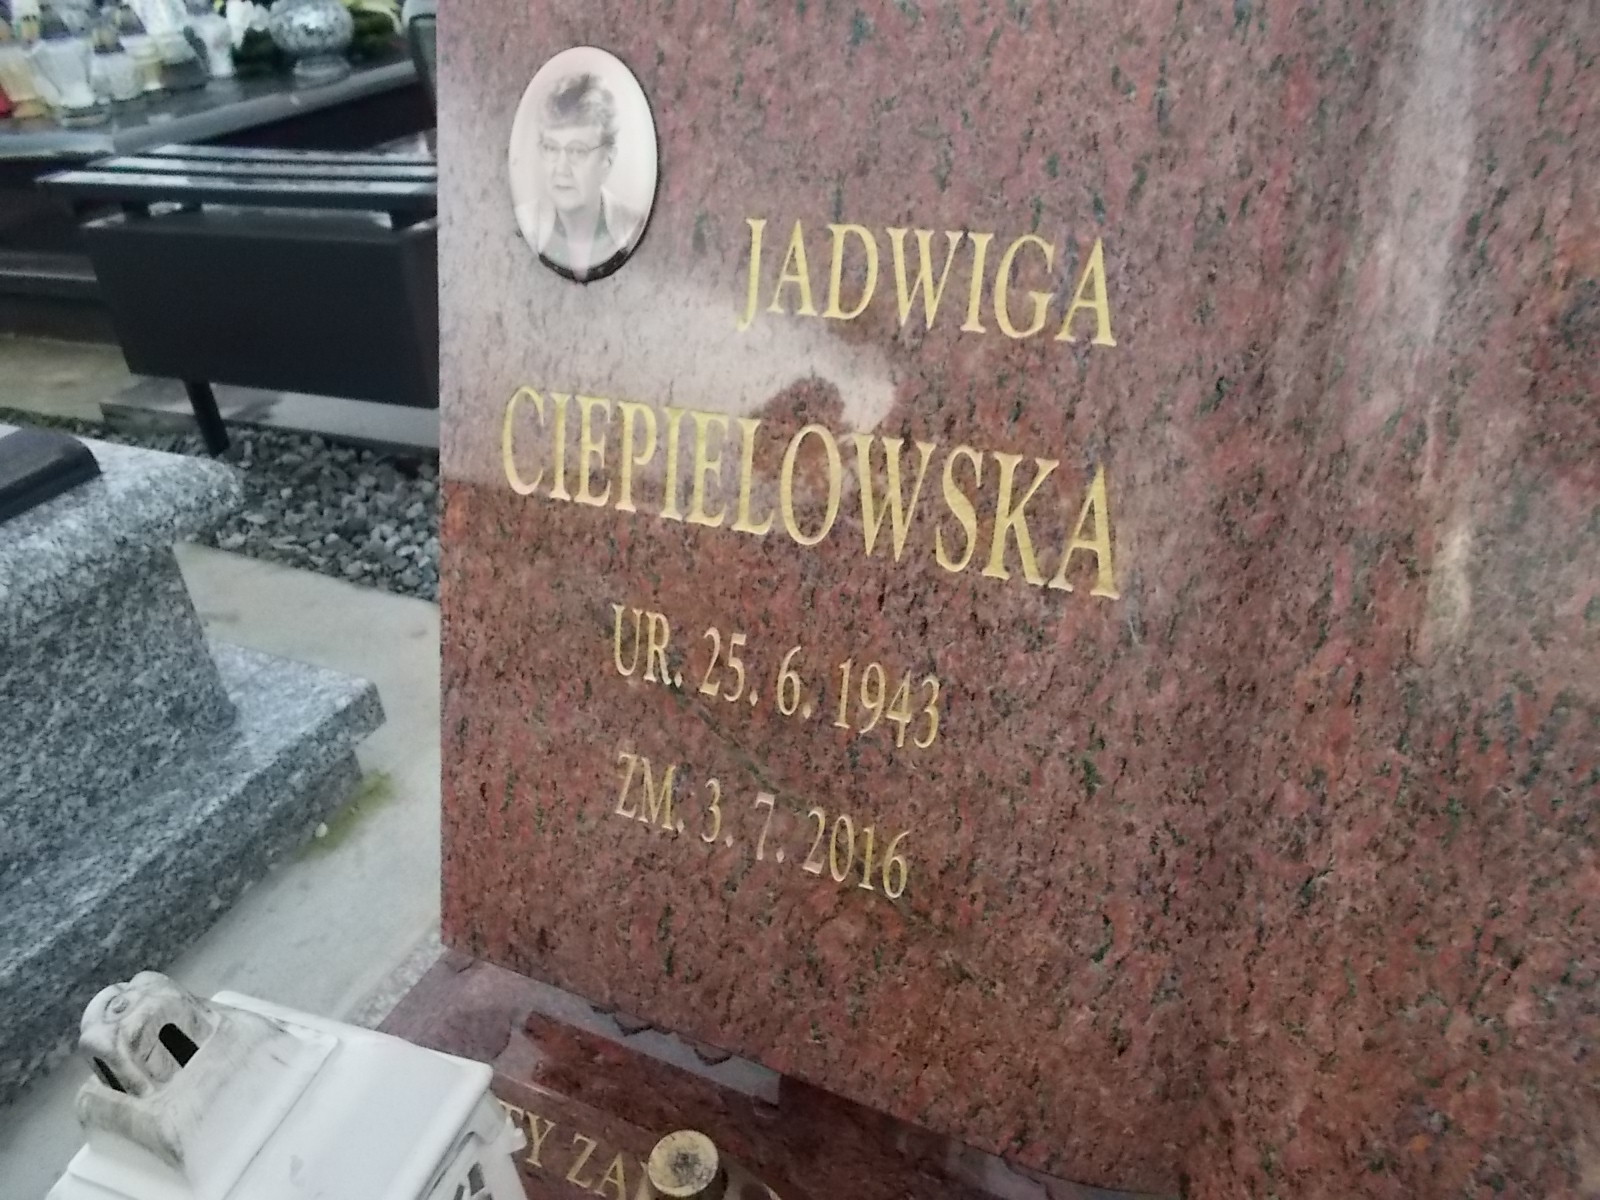 JADWIGA
CIEPIELOWSKA
UR. 25. 6. 1943
ZM. 3. 7. 2016